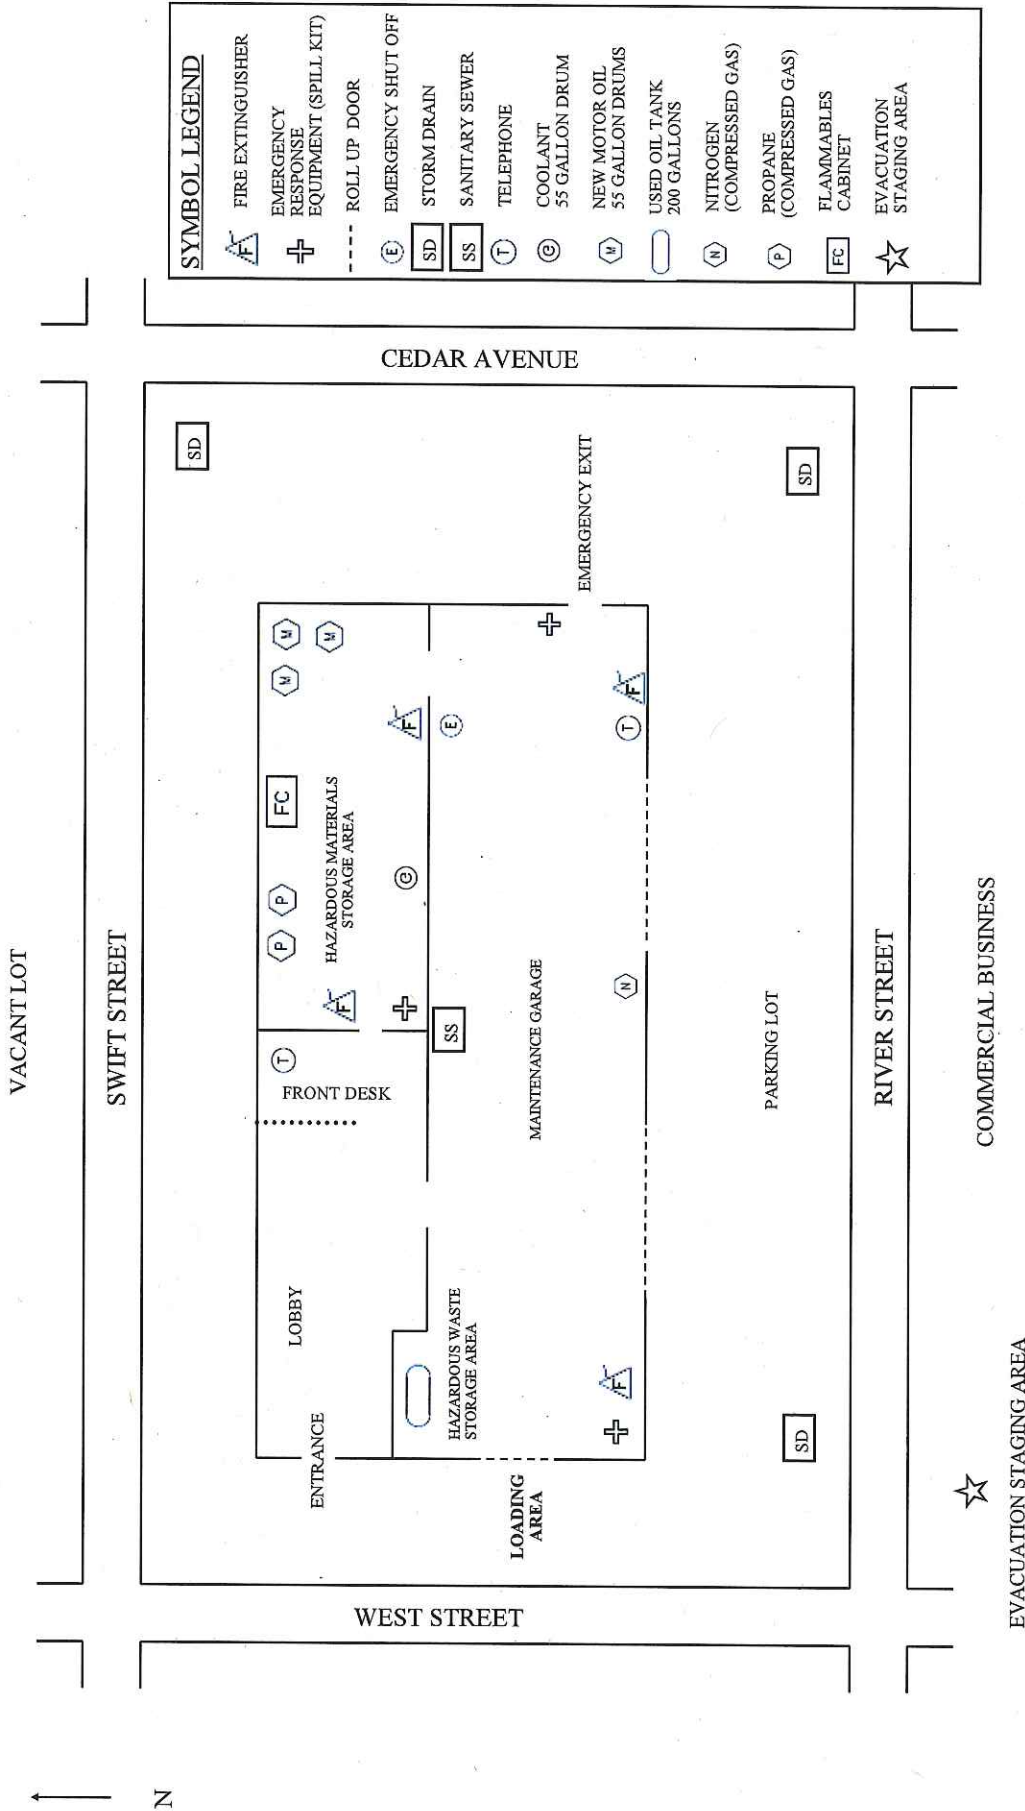 VACANT LOT
SWIFT STREET
N
WEST STREET
CEDAR AVENUE
SD
ENTRANCE
LOBBY
FRONT DESK
T
F
P
P
FC
M
M
M
HAZARDOUS MATERIALS
STORAGE AREA
C
F
E
HAZARDOUS WASTE
STORAGE AREA
SS
LOADING
AREA
MAINTENANCE GARAGE
EMERGENCY EXIT
F
N
T
F
PARKING LOT
SD
SD
RIVER STREET
COMMERCIAL BUSINESS
EVACUATION STAGING AREA
SYMBOL LEGEND
F FIRE EXTINGUISHER
EMERGENCY
RESPONSE
EQUIPMENT (SPILL KIT)
ROLL UP DOOR
E EMERGENCY SHUT OFF
SD STORM DRAIN
SS SANITARY SEWER
T TELEPHONE
C COOLANT
55 GALLON DRUM
M NEW MOTOR OIL
55 GALLON DRUMS
USED OIL TANK
200 GALLONS
N NITROGEN
(COMPRESSED GAS)
P PROPANE
(COMPRESSED GAS)
FC FLAMMABLES
CABINET
EVACUATION
STAGING AREA